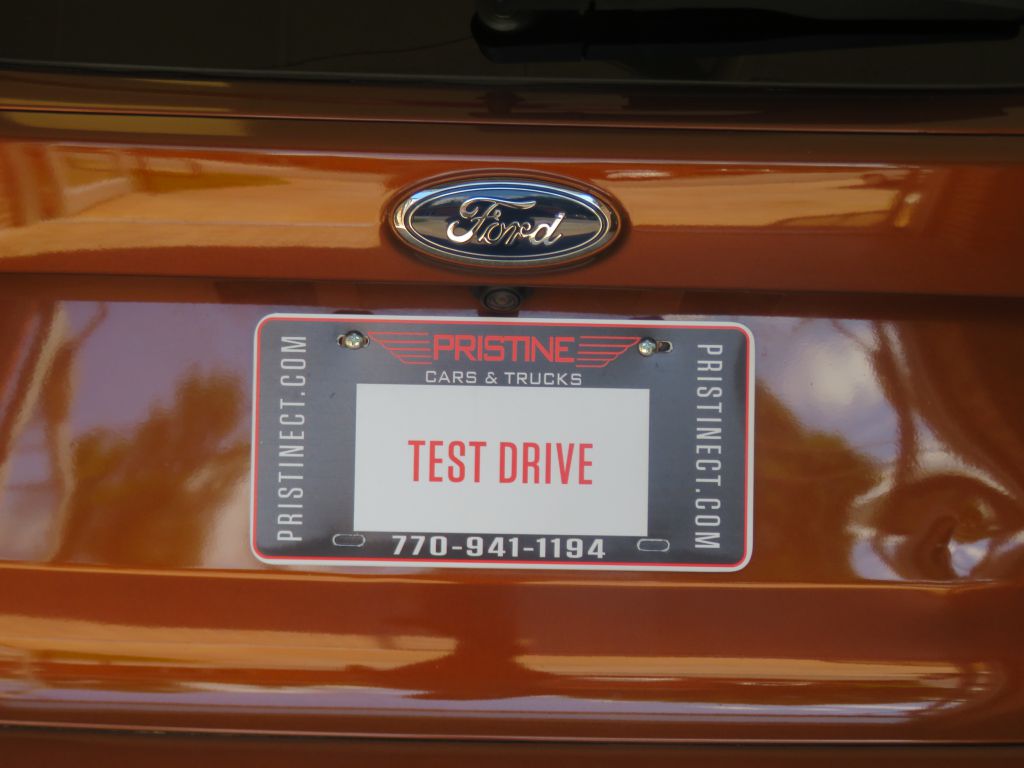 Ford
PRISTINE
CARS & TRUCKS
PRISTINECT.COM
TEST DRIVE
PRISTINECT.COM
770-941-1194